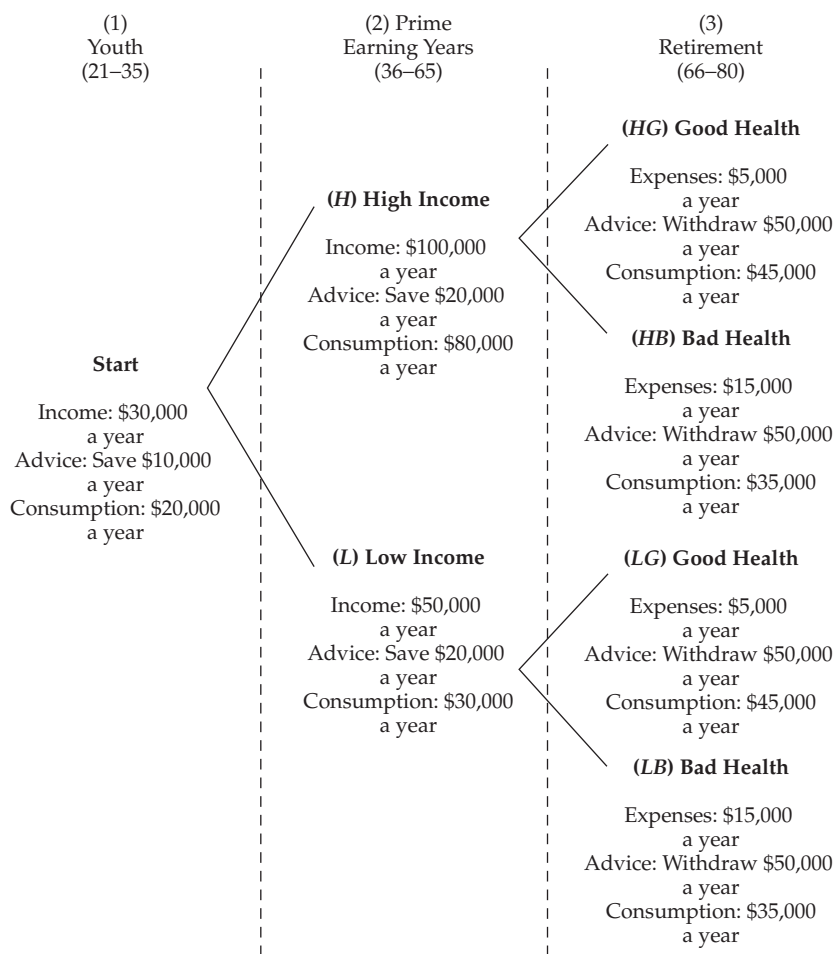 (1)
Youth
(21–35)
(2) Prime
Earning Years
(36–65)
(3)
Retirement
(66–80)
Start
Income: $30,000
a year
Advice: Save $10,000
a year
Consumption: $20,000
a year
(H) High Income
Income: $100,000
a year
Advice: Save $20,000
a year
Consumption: $80,000
a year
(L) Low Income
Income: $50,000
a year
Advice: Save $20,000
a year
Consumption: $30,000
a year
(HG) Good Health
Expenses: $5,000
a year
Advice: Withdraw $50,000
a year
Consumption: $45,000
a year
(HB) Bad Health
Expenses: $15,000
a year
Advice: Withdraw $50,000
a year
Consumption: $35,000
a year
(LG) Good Health
Expenses: $5,000
a year
Advice: Withdraw $50,000
a year
Consumption: $45,000
a year
(LB) Bad Health
Expenses: $15,000
a year
Advice: Withdraw $50,000
a year
Consumption: $35,000
a year